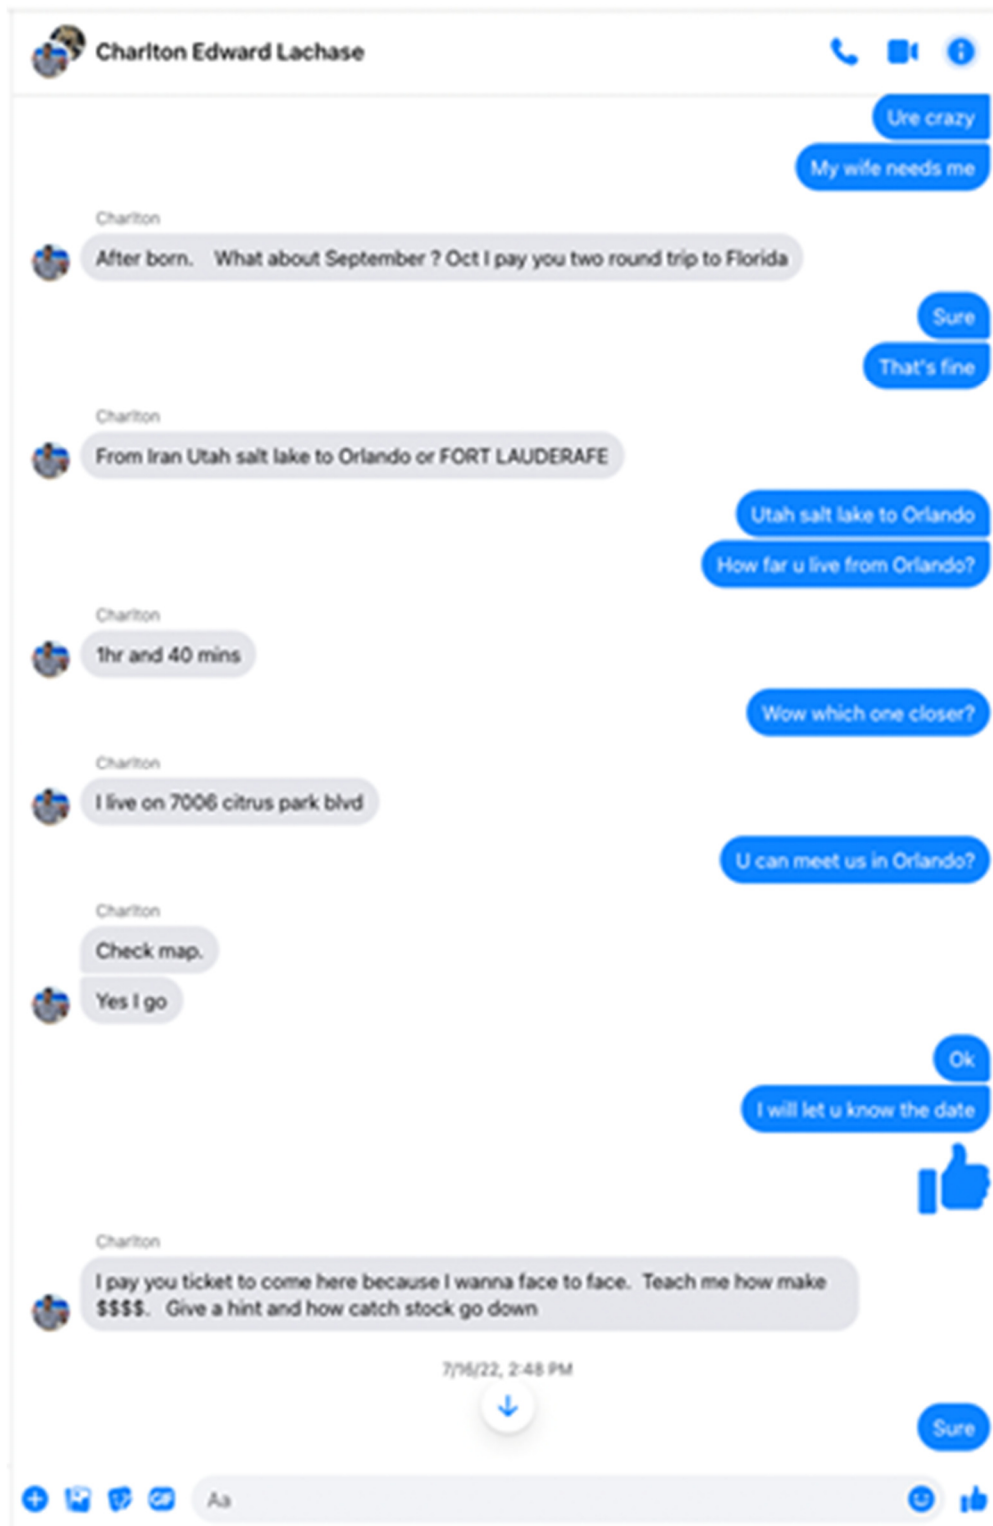 Charlton Edward Lachase
Ure crazy
My wife needs me
Charlton
After born. What about September ? Oct I pay you two round trip to Florida
Sure
That's fine
Charlton
From Iran Utah salt lake to Orlando or FORT LAUDERAFE
Utah salt lake to Orlando
How far u live from Orlando?
Charlton
1hr and 40 mins
Wow which one closer?
Charlton
I live on 7006 citrus park blvd
U can meet us in Orlando?
Charlton
Check map.
Yes I go
Ok
I will let u know the date
Charlton
I pay you ticket to come here because I wanna face to face. Teach me how make
$$$$. Give a hint and how catch stock go down
7/16/22, 2:48 PM
Sure
GIF
Aa